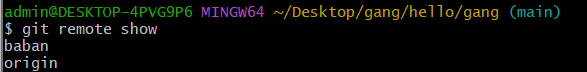 admin@DESKTOP-4PVG9P6 MINGW64 ~/Desktop/gang/hello/gang (main)
$ git remote show
baban
origin